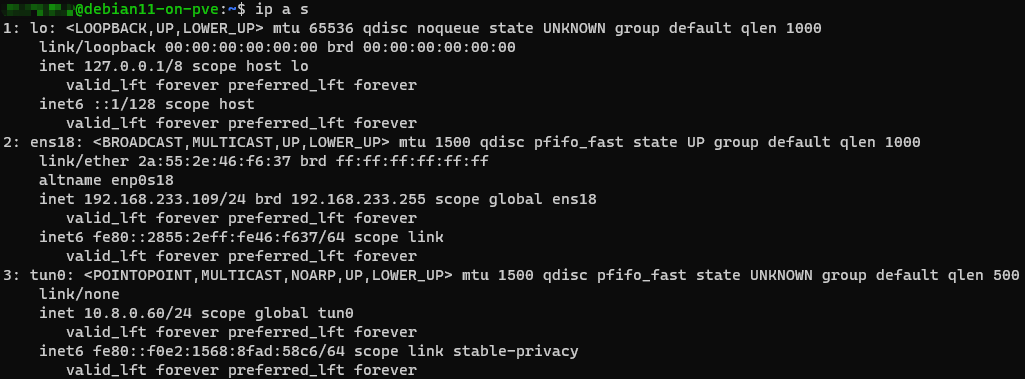 @debian11-on-pve:~$ ip a s
1: lo: <LOOPBACK,UP,LOWER_UP> mtu 65536 qdisc noqueue state UNKNOWN group default qlen 1000
    link/loopback 00:00:00:00:00:00 brd 00:00:00:00:00:00
    inet 127.0.0.1/8 scope host lo
       valid_lft forever preferred_lft forever
    inet6 ::1/128 scope host
       valid_lft forever preferred_lft forever
2: ens18: <BROADCAST,MULTICAST,UP,LOWER_UP> mtu 1500 qdisc pfifo_fast state UP group default qlen 1000
    link/ether 2a:55:2e:46:f6:37 brd ff:ff:ff:ff:ff:ff
    altname enp0s18
    inet 192.168.233.109/24 brd 192.168.233.255 scope global ens18
       valid_lft forever preferred_lft forever
    inet6 fe80::2855:2eff:fe46:f637/64 scope link
       valid_lft forever preferred_lft forever
3: tun0: <POINTOPOINT,MULTICAST,NOARP,UP,LOWER_UP> mtu 1500 qdisc pfifo_fast state UNKNOWN group default qlen 500
    link/none
    inet 10.8.0.60/24 scope global tun0
       valid_lft forever preferred_lft forever
    inet6 fe80::f0e2:1568:8fad:58c6/64 scope link stable-privacy
       valid_lft forever preferred_lft forever